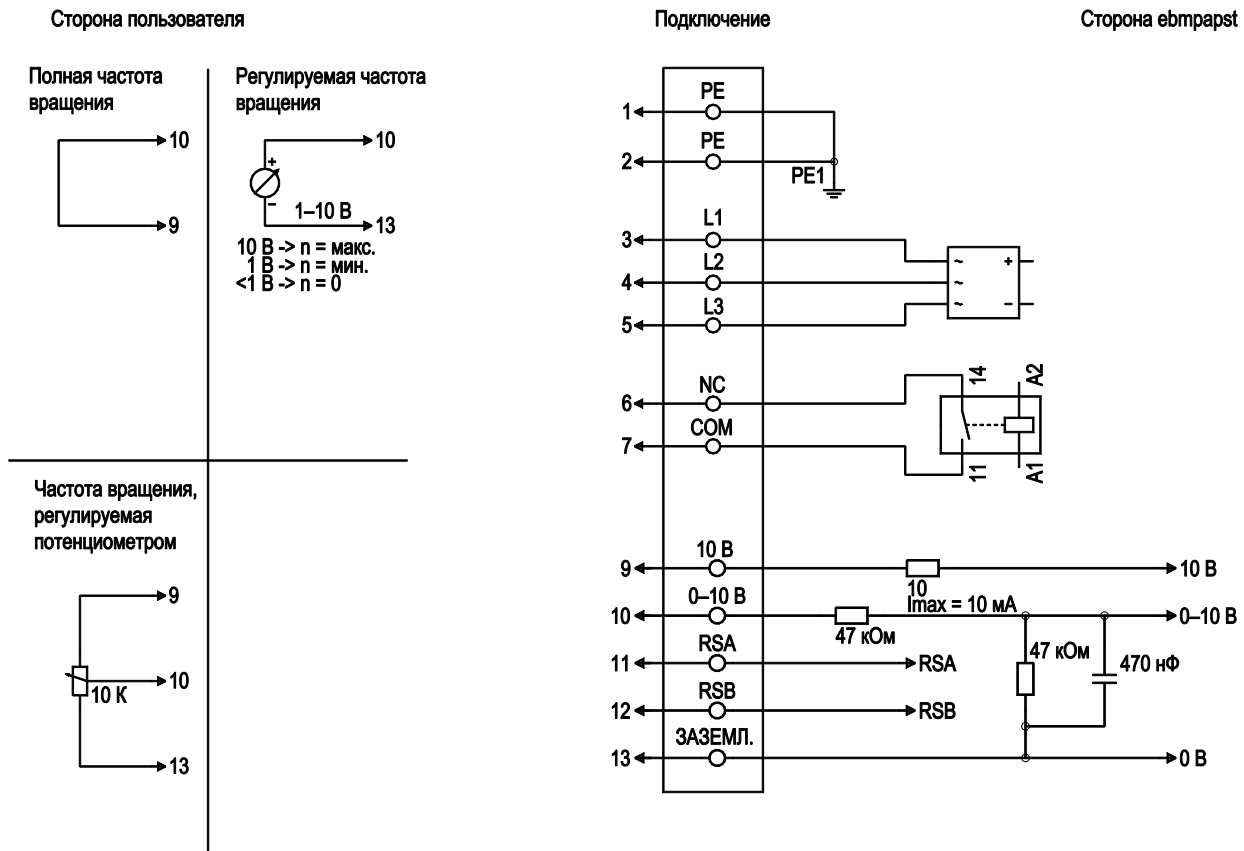 Сторона пользователя
Подключение
Сторона ebmpapst
Полная частота
вращения
10
9
Регулируемая частота
вращения
10
+
–
1–10 В
13
10 В -> n = макс.
1 В -> n = мин.
<1 В -> n = 0
Частота вращения,
регулируемая
потенциометром
9
10
10 K
13
1
PE
2
PE
PE1
3
L1
4
L2
5
L3
~
~
~
+
–
6
NC
7
COM
14
A2
11
A1
9
10 В
10
Imax = 10 мА
10 В
10
0–10 В
47 кОм
0–10 В
47 кОм
470 нФ
11
RSA
RSA
12
RSB
RSB
13
ЗАЗЕМЛ.
0 В